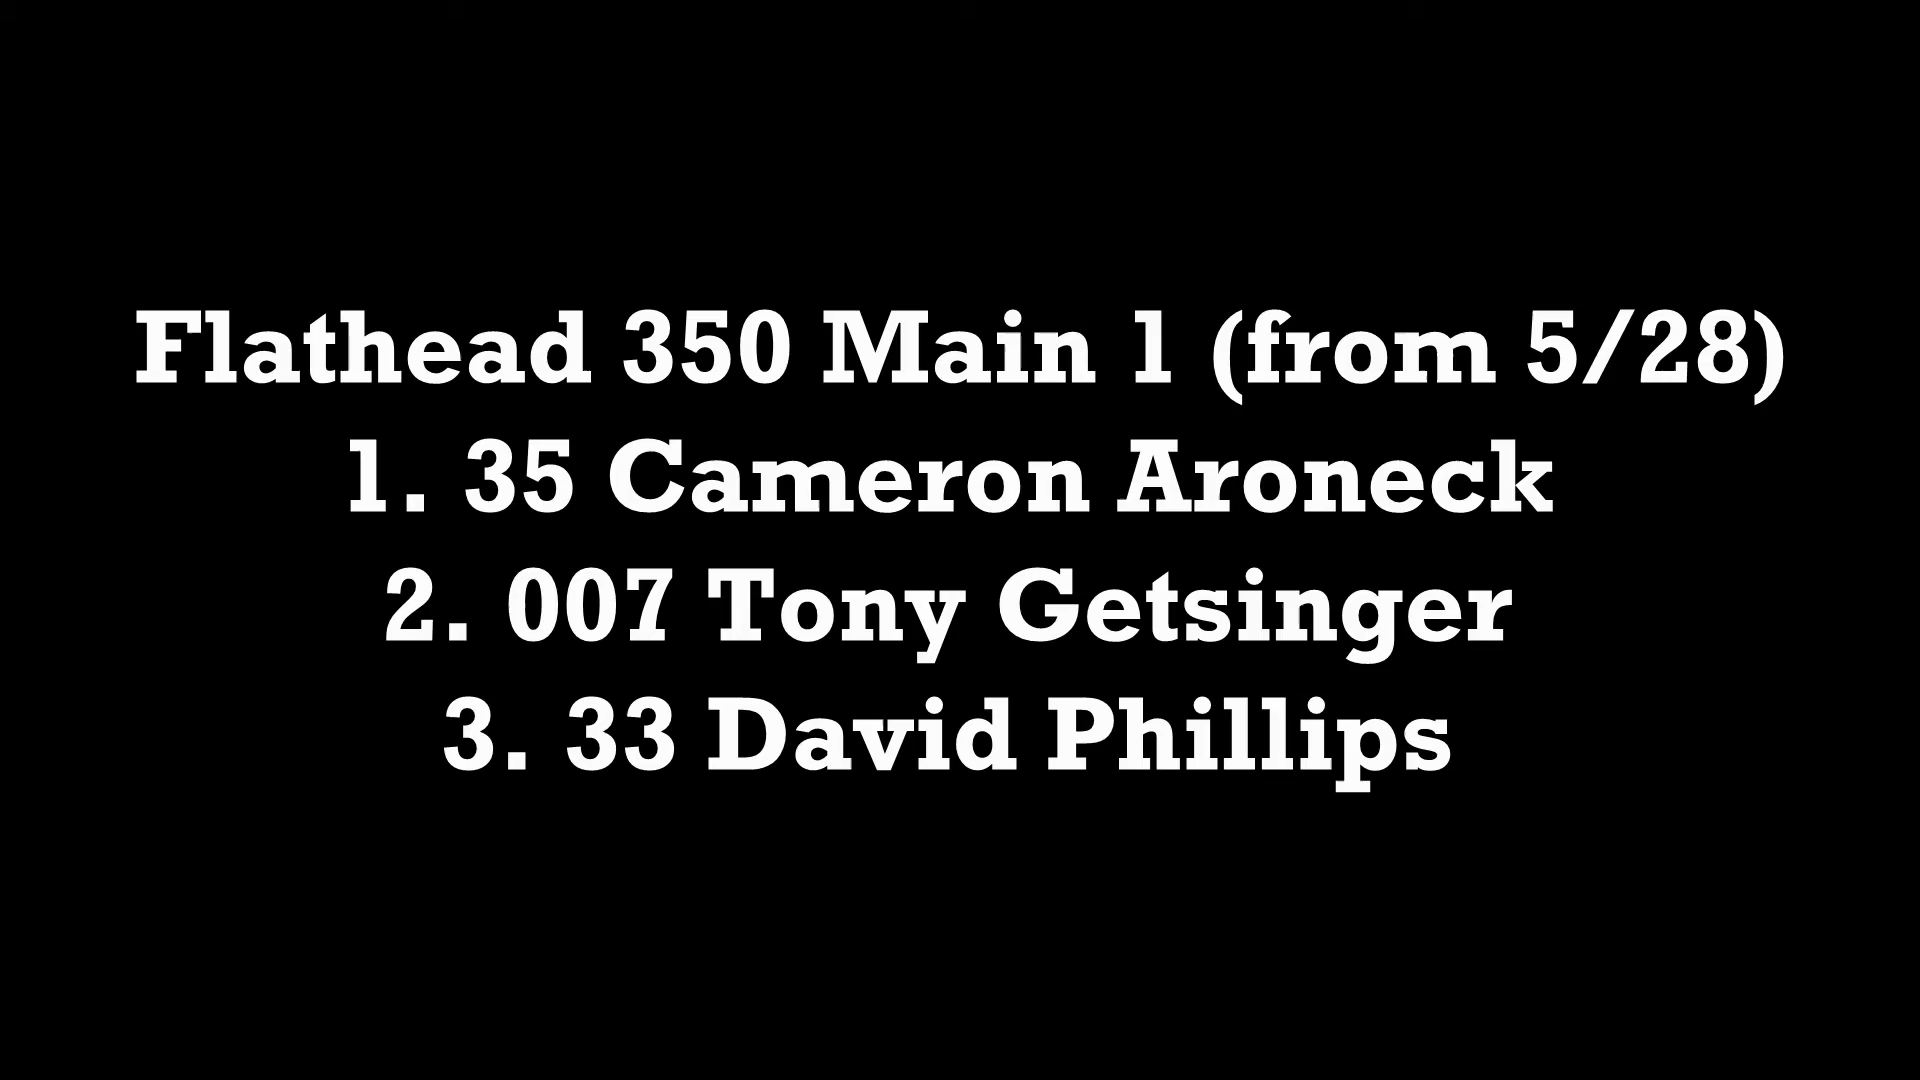 Flathead 350 Main 1 (from 5/28)
1. 35 Cameron Aroneck
2. 007 Tony Getsinger
3. 33 David Phillips